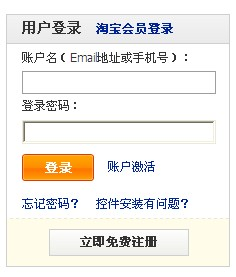 用户登录 淘宝会员登录
账户名（Email地址或手机号）：
登录密码：
登录 账户激活
忘记密码？ 控件安装有问题？
立即免费注册